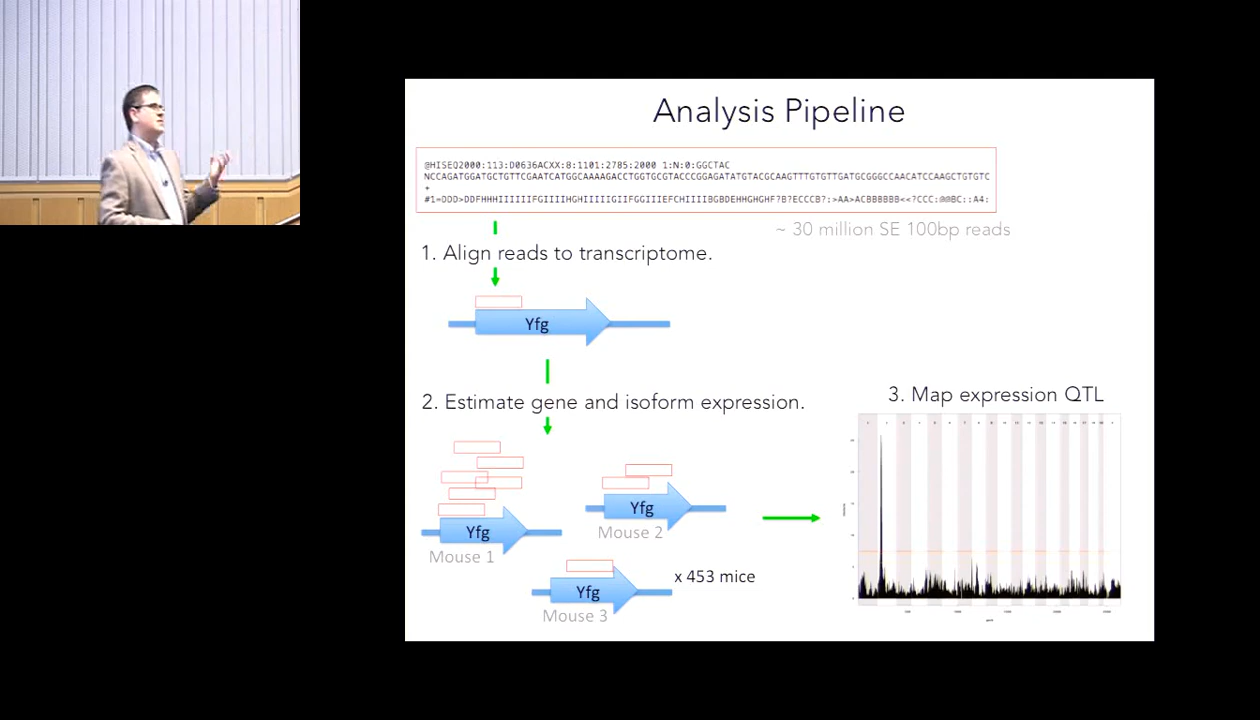 Analysis Pipeline
@HISEQ2000:113:D0636ACXX:8:1101:2785:2000 1:N:0:GGCTAC
NCCAGATGGATGCTGTTCGAATCATGGCAAAAGACCTGGTGCGTACCCGGAGATATGTACGCAAGTTTGTGTTGATGCGGGCCAACATCCAAGCTGTGTC
+
#1=DDD>DDFHHHIIIIIIFGIIIIHGHIIIIIGIIFGGIIIEFCHIIIIBGBDEHHGHGHF?B?ECCCB?:>AA>ACBBBBBB<<?CCC:@@BC::A4:
~ 30 million SE 100bp reads
1. Align reads to transcriptome.
Yfg
2. Estimate gene and isoform expression.
3. Map expression QTL
Yfg
Mouse 1
Yfg
Mouse 2
Yfg
Mouse 3
x 453 mice